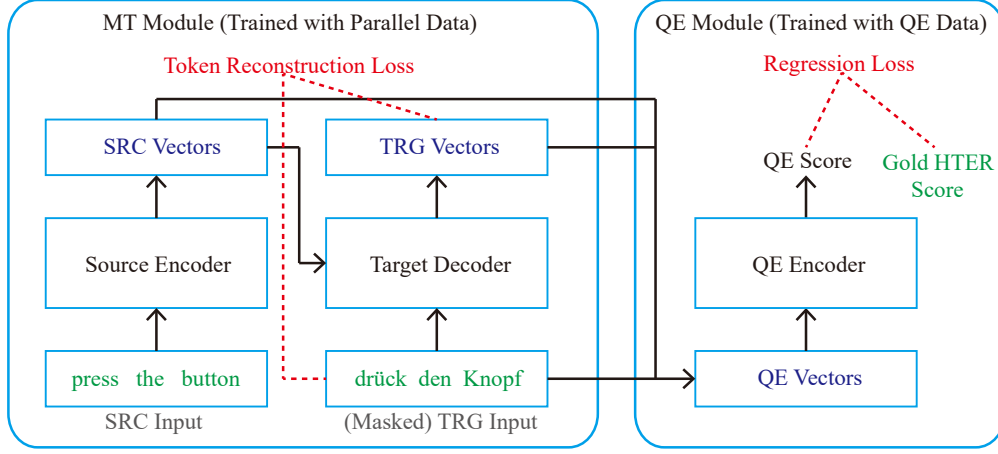 MT Module (Trained with Parallel Data)
Token Reconstruction Loss
SRC Vectors
TRG Vectors
Source Encoder
Target Decoder
press the button
drück den Knopf
SRC Input
(Masked) TRG Input
QE Module (Trained with QE Data)
Regression Loss
QE Score
Gold HTER
Score
QE Encoder
QE Vectors